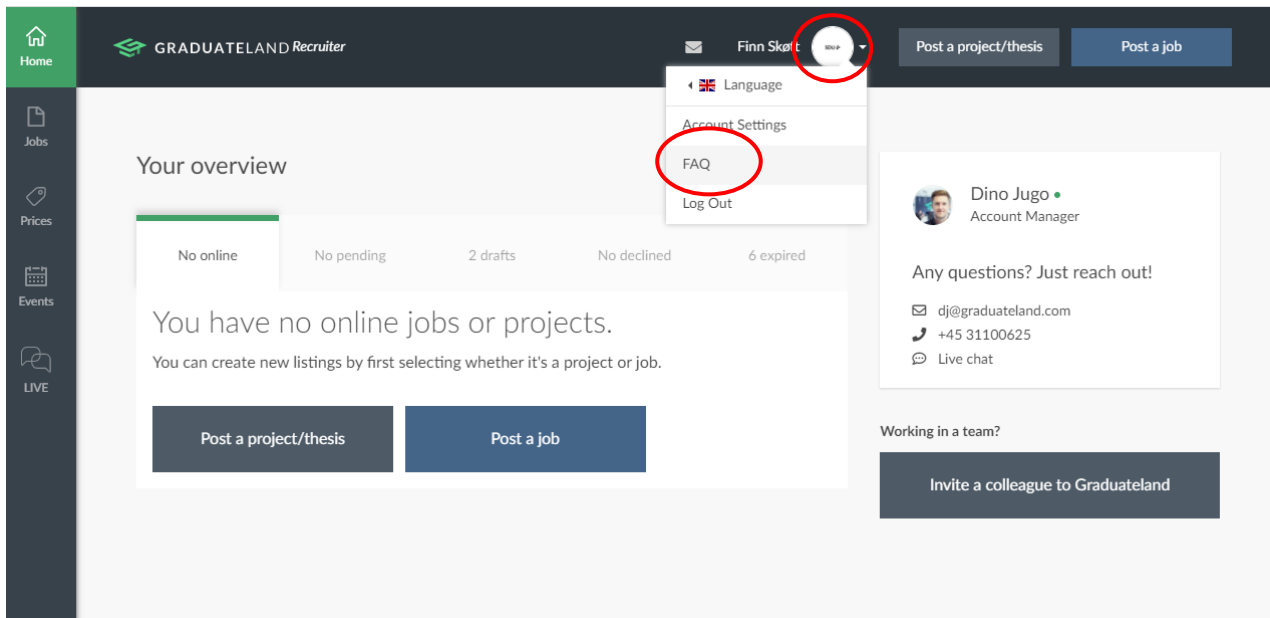 Home
GRADUATELAND Recruiter
Finn Skøtt
Post a project/thesis
Post a job
Language
Account Settings
FAQ
Log Out
Jobs
Prices
Events
LIVE
Your overview
No online
No pending
2 drafts
No declined
6 expired
You have no online jobs or projects.
You can create new listings by first selecting whether it's a project or job.
Post a project/thesis
Post a job
Dino Jugo
Account Manager
Any questions? Just reach out!
dj@graduateland.com
+45 31100625
Live chat
Working in a team?
Invite a colleague to Graduateland